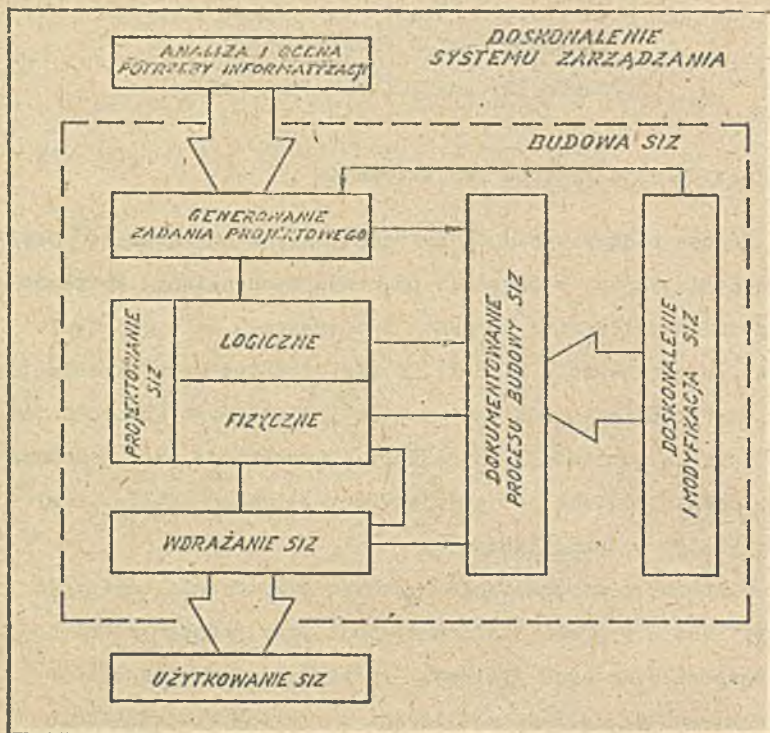 ANALIZA I OCENA
POTRZEBY INFORMATYZACJI
DOSKONALENIE
SYSTEMU ZARZĄDZANIA
BUDOWA SIZ
GENEROWANIE
ZADANIA PROJEKTOWEGO
PROJEKTOWANIE
SIZ
LOGICZNE
FIZYCZNE
WDRAŻANIE SIZ
DOKUMENTOWANIE
PROCESU BUDOWY SIZ
DOSKONALENIE
I MODYFIKACJA SIZ
UŻYTKOWANIE SIZ